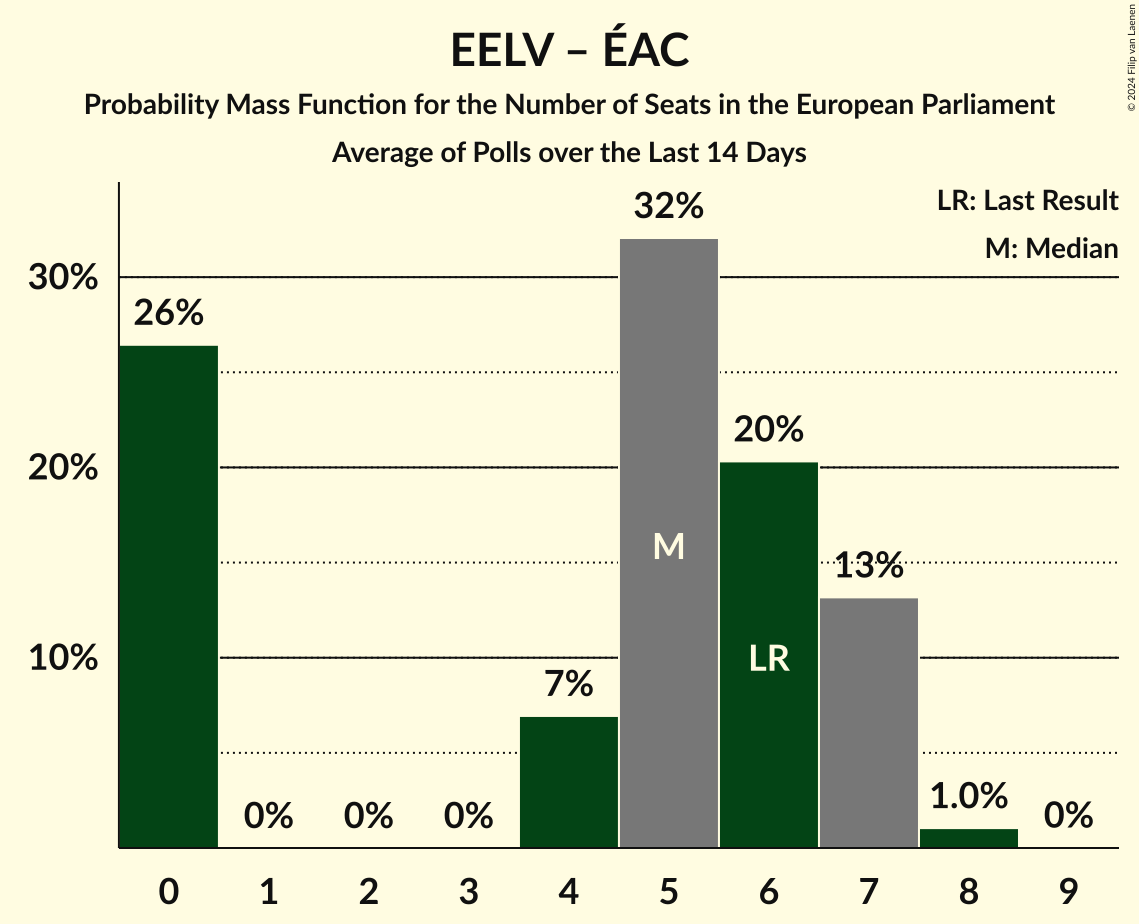 EELV – ÉAC
Probability Mass Function for the Number of Seats in the European Parliament
Average of Polls over the Last 14 Days
© 2024 Filip van Laenen
LR: Last Result
M: Median
30%
20%
10%
26%
0%
0%
0%
7%
32%
20%
13%
1.0%
0%
M
LR
0 1 2 3 4 5 6 7 8 9